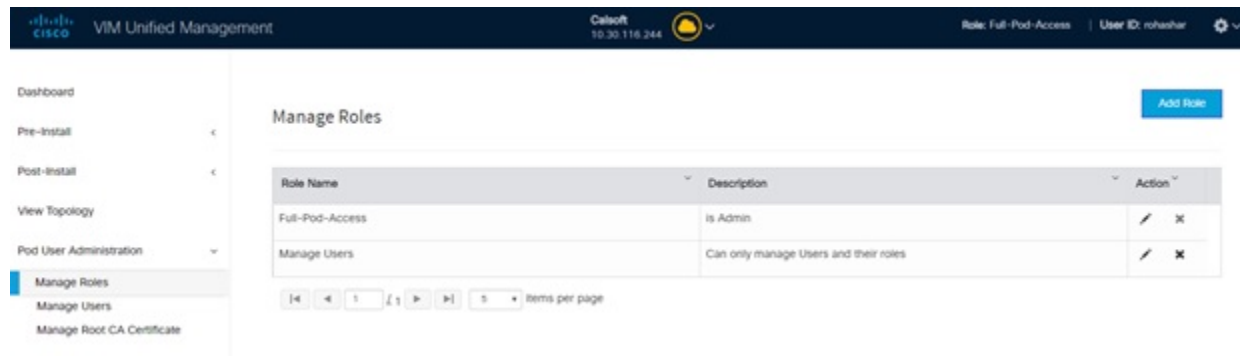 cisco VIM Unified Management
Calsoft
10.30.116.244
Role: Full-Pod-Access | User ID: rohashar
Dashboard
Pre-Install
Post-Install
View Topology
Pod User Administration
Manage Roles
Manage Users
Manage Root CA Certificate
Manage Roles
Add Role
Role Name Description Action
Full-Pod-Access is Admin
Manage Users Can only manage Users and their roles
1 / 1 5 items per page